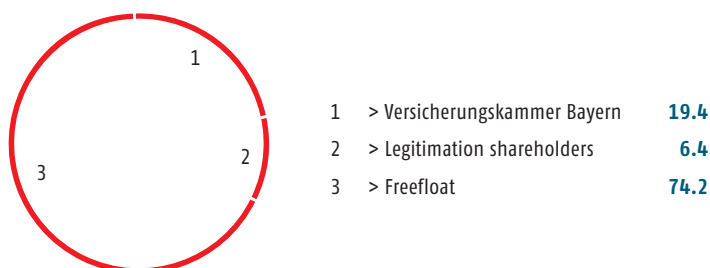 1
2
3
1 > Versicherungskammer Bayern 19.4
2 > Legitimation shareholders 6.4
3 > Freefloat 74.2